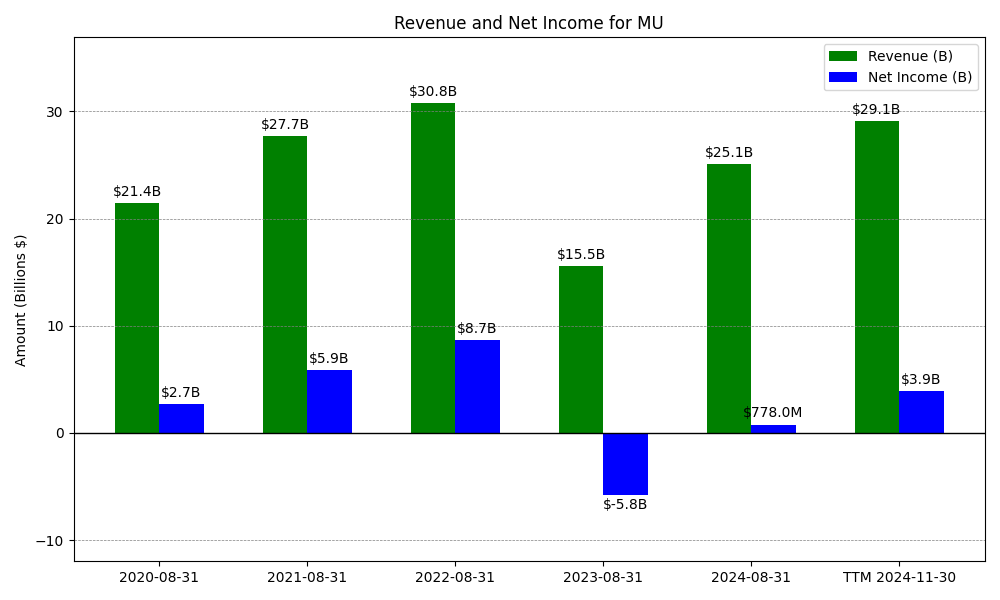 Revenue and Net Income for MU
Revenue (B)
Net Income (B)
Amount (Billions $)
30
20
10
0
−10
$21.4B
$2.7B
$27.7B
$5.9B
$30.8B
$8.7B
$15.5B
$-5.8B
$25.1B
$778.0M
$29.1B
$3.9B
2020-08-31
2021-08-31
2022-08-31
2023-08-31
2024-08-31
TTM 2024-11-30